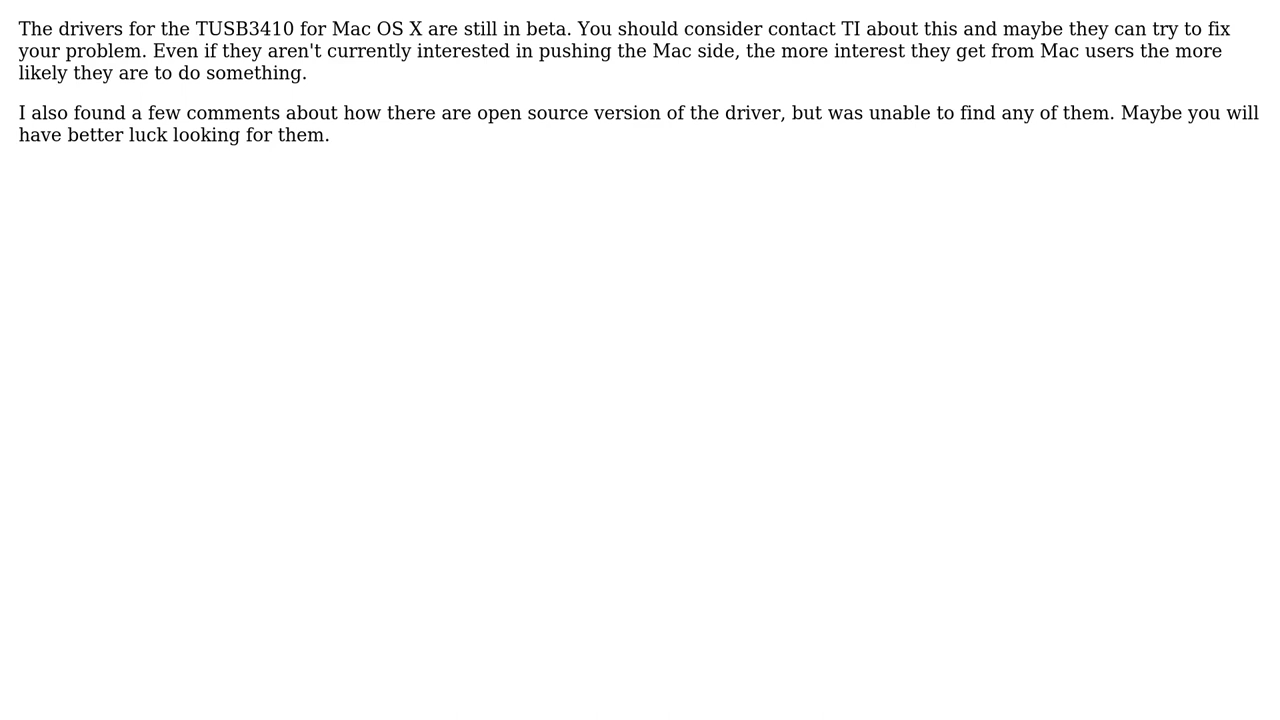 The drivers for the TUSB3410 for Mac OS X are still in beta. You should consider contact TI about this and maybe they can try to fix
your problem. Even if they aren't currently interested in pushing the Mac side, the more interest they get from Mac users the more
likely they are to do something.
I also found a few comments about how there are open source version of the driver, but was unable to find any of them. Maybe you will
have better luck looking for them.